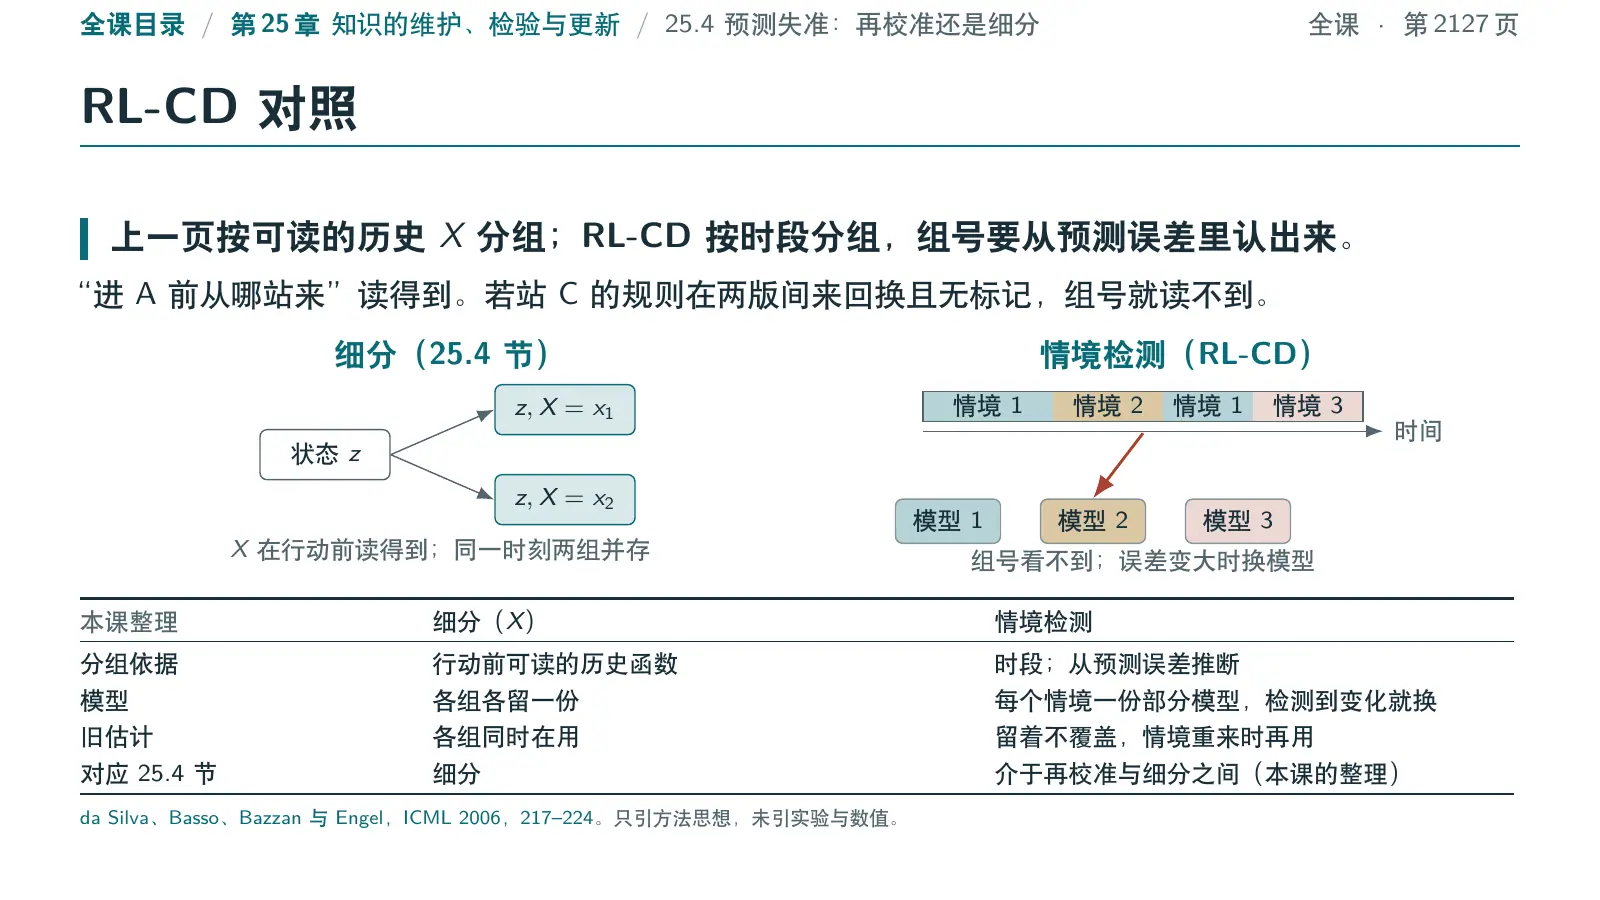 全课目录 / 第 25 章 知识的维护、检验与更新 / 25.4 预测失准：再校准还是细分
全课 · 第 2127 页
RL-CD 对照
上一页按可读的历史 X 分组；RL-CD 按时段分组，组号要从预测误差里认出来。
“进 A 前从哪站来” 读得到。若站 C 的规则在两版间来回换且无标记，组号就读不到。
细分（25.4 节）
状态 z
z, X = x₁
z, X = x₂
X 在行动前读得到；同一时刻两组并存
情境检测（RL-CD）
情境 1 情境 2 情境 1 情境 3
时间
模型 1 模型 2 模型 3
组号看不到；误差变大时换模型
本课整理 细分（X） 情境检测
分组依据 行动前可读的历史函数 时段；从预测误差推断
模型 各组各留一份 每个情境一份部分模型，检测到变化就换
旧估计 各组同时在用 留着不覆盖，情境重来时再用
对应 25.4 节 细分 介于再校准与细分之间（本课的整理）
da Silva、Basso、Bazzan 与 Engel，ICML 2006，217–224。只引方法思想，未引实验与数值。